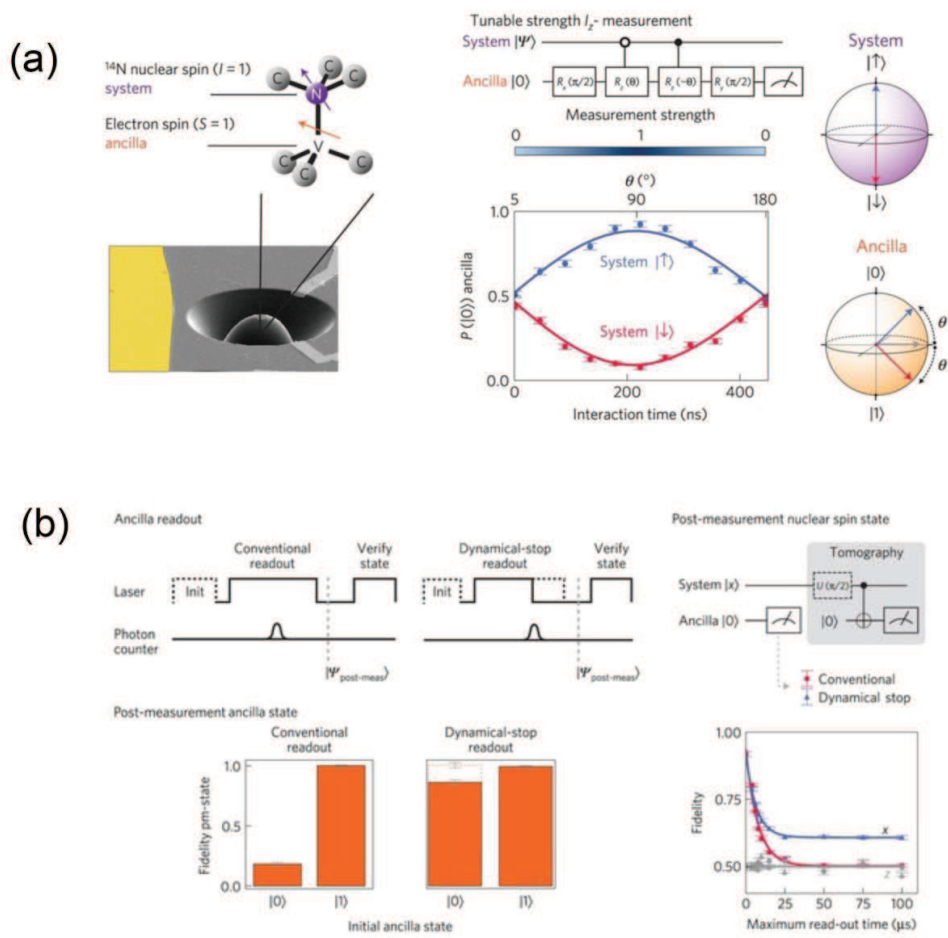 (a)
¹⁴N nuclear spin (I = 1)
system
Electron spin (S = 1)
ancilla
C
C
C
N
V
C
C
C
Tunable strength I_z- measurement
System |Ψ⟩
Ancilla |0⟩
R_x(π/2)
R_z(θ)
R_z(-θ)
R_y(π/2)
Measurement strength
0 1 0
θ (°)
5 90 180
1.0
0.5
0.0
P (|0⟩) ancilla
System |↑⟩
System |↓⟩
0 200 400
Interaction time (ns)
System
|↑⟩
|↓⟩
Ancilla
|0⟩
θ
θ
|1⟩
(b)
Ancilla readout
Conventional
readout
Verify
state
Dynamical-stop
readout
Verify
state
Laser
Init
Init
Photon
counter
|Ψpost-meas⟩
|Ψpost-meas⟩
Post-measurement ancilla state
Conventional
readout
Dynamical-stop
readout
Fidelity pm-state
1.0
0.5
0.0
|0⟩ |1⟩ |0⟩ |1⟩
Initial ancilla state
Post-measurement nuclear spin state
Tomography
System |x⟩
U (π/2)
Ancilla |0⟩
|0⟩
Conventional
Dynamical stop
1.00
0.75
0.50
Fidelity
x
z
0 25 50 75 100
Maximum read-out time (μs)